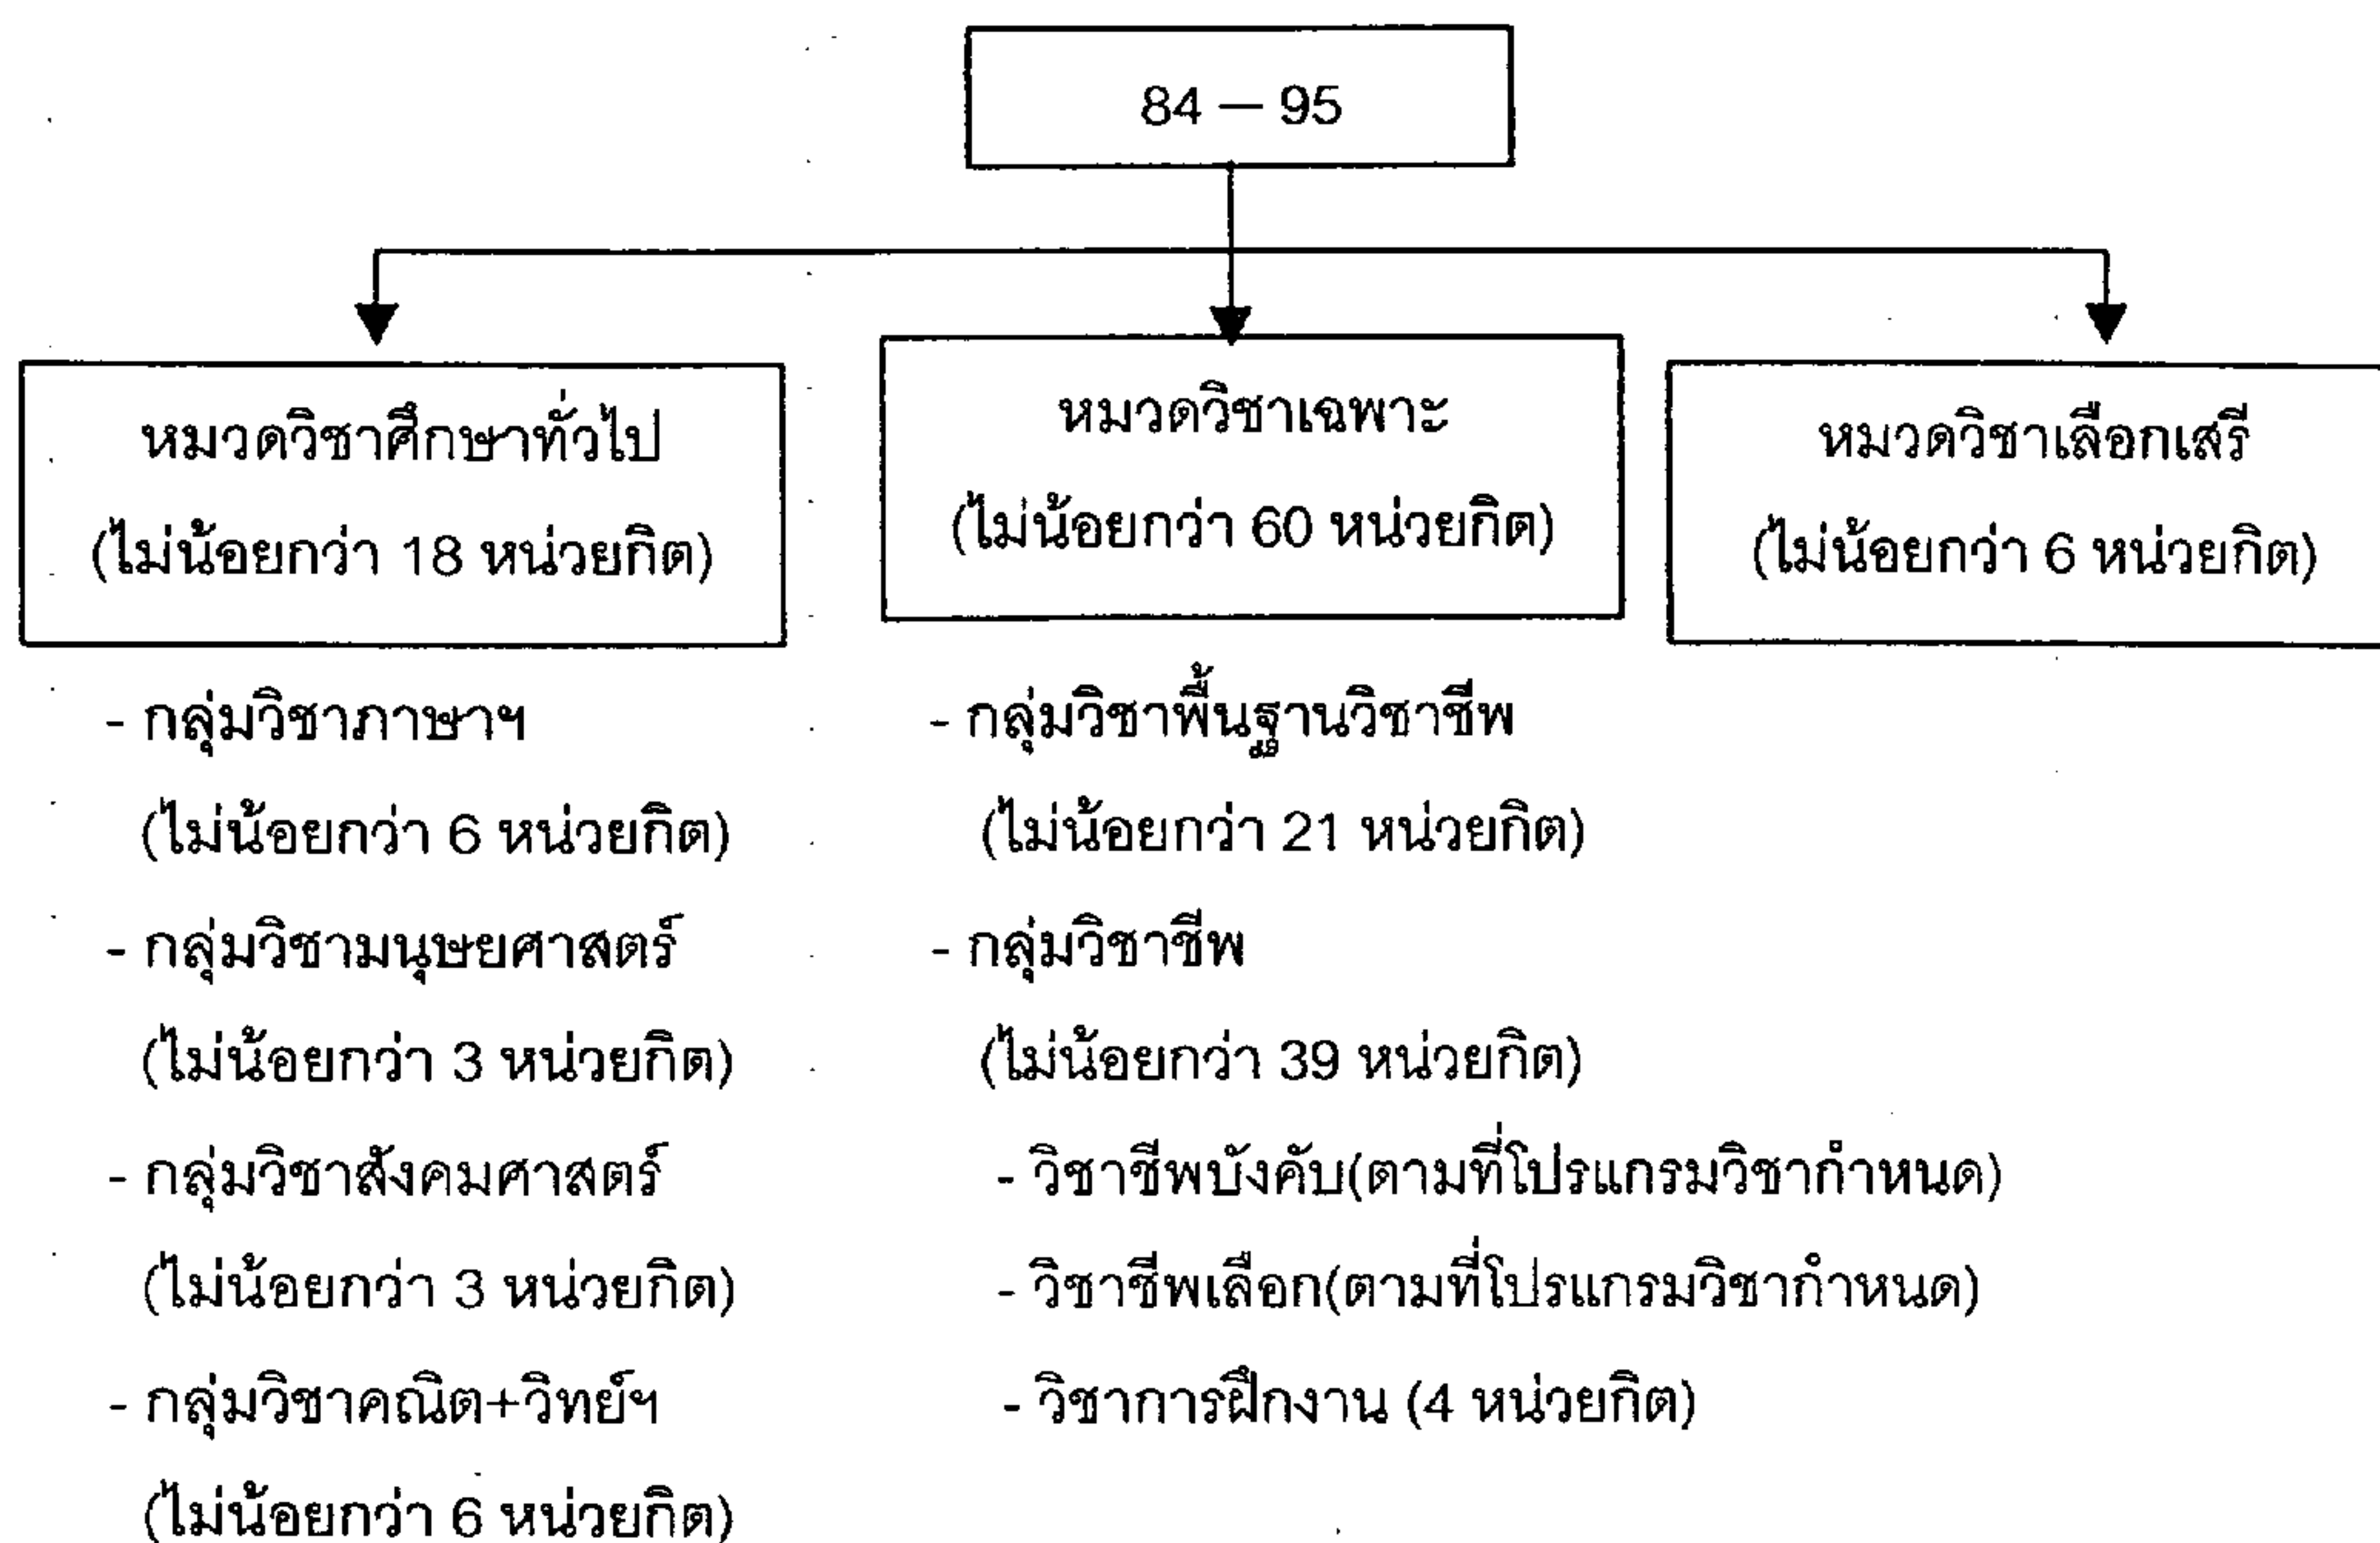 84 — 95
หมวดวิชาศึกษาทั่วไป
(ไม่น้อยกว่า 18 หน่วยกิต)
หมวดวิชาเฉพาะ
(ไม่น้อยกว่า 60 หน่วยกิต)
หมวดวิชาเลือกเสรี
(ไม่น้อยกว่า 6 หน่วยกิต)
- กลุ่มวิชาภาษาฯ
(ไม่น้อยกว่า 6 หน่วยกิต)
- กลุ่มวิชามนุษยศาสตร์
(ไม่น้อยกว่า 3 หน่วยกิต)
- กลุ่มวิชาสังคมศาสตร์
(ไม่น้อยกว่า 3 หน่วยกิต)
- กลุ่มวิชาคณิต+วิทย์ฯ
(ไม่น้อยกว่า 6 หน่วยกิต)
- กลุ่มวิชาพื้นฐานวิชาชีพ
(ไม่น้อยกว่า 21 หน่วยกิต)
- กลุ่มวิชาชีพ
(ไม่น้อยกว่า 39 หน่วยกิต)
- วิชาชีพบังคับ(ตามที่โปรแกรมวิชากำหนด)
- วิชาชีพเลือก(ตามที่โปรแกรมวิชากำหนด)
- วิชาการฝึกงาน (4 หน่วยกิต)